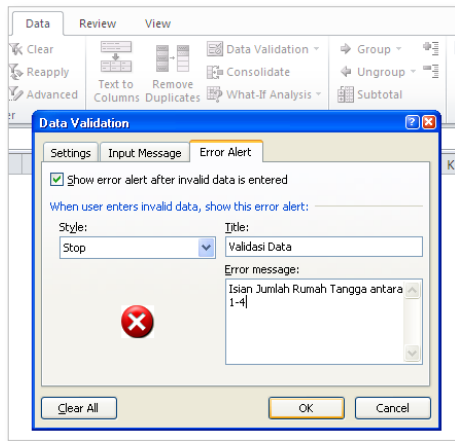 Data Review View
Clear
Reapply
Advanced
Text to
Columns
Remove
Duplicates
Data Validation
Consolidate
What-If Analysis
Group
Ungroup
Subtotal
er
Data Validation
K
Settings Input Message Error Alert
Show error alert after invalid data is entered
When user enters invalid data, show this error alert:
Style:
Title:
Stop
Validasi Data
Error message:
Isian Jumlah Rumah Tangga antara
1-4
Clear All OK Cancel